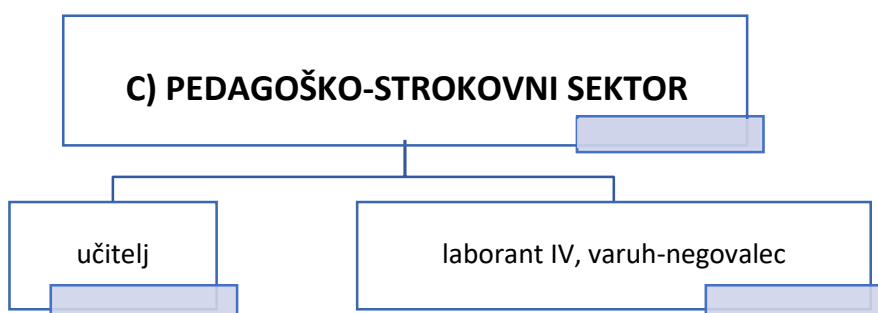 C) PEDAGOŠKO-STROKOVNI SEKTOR
učitelj
laborant IV, varuh-negovalec